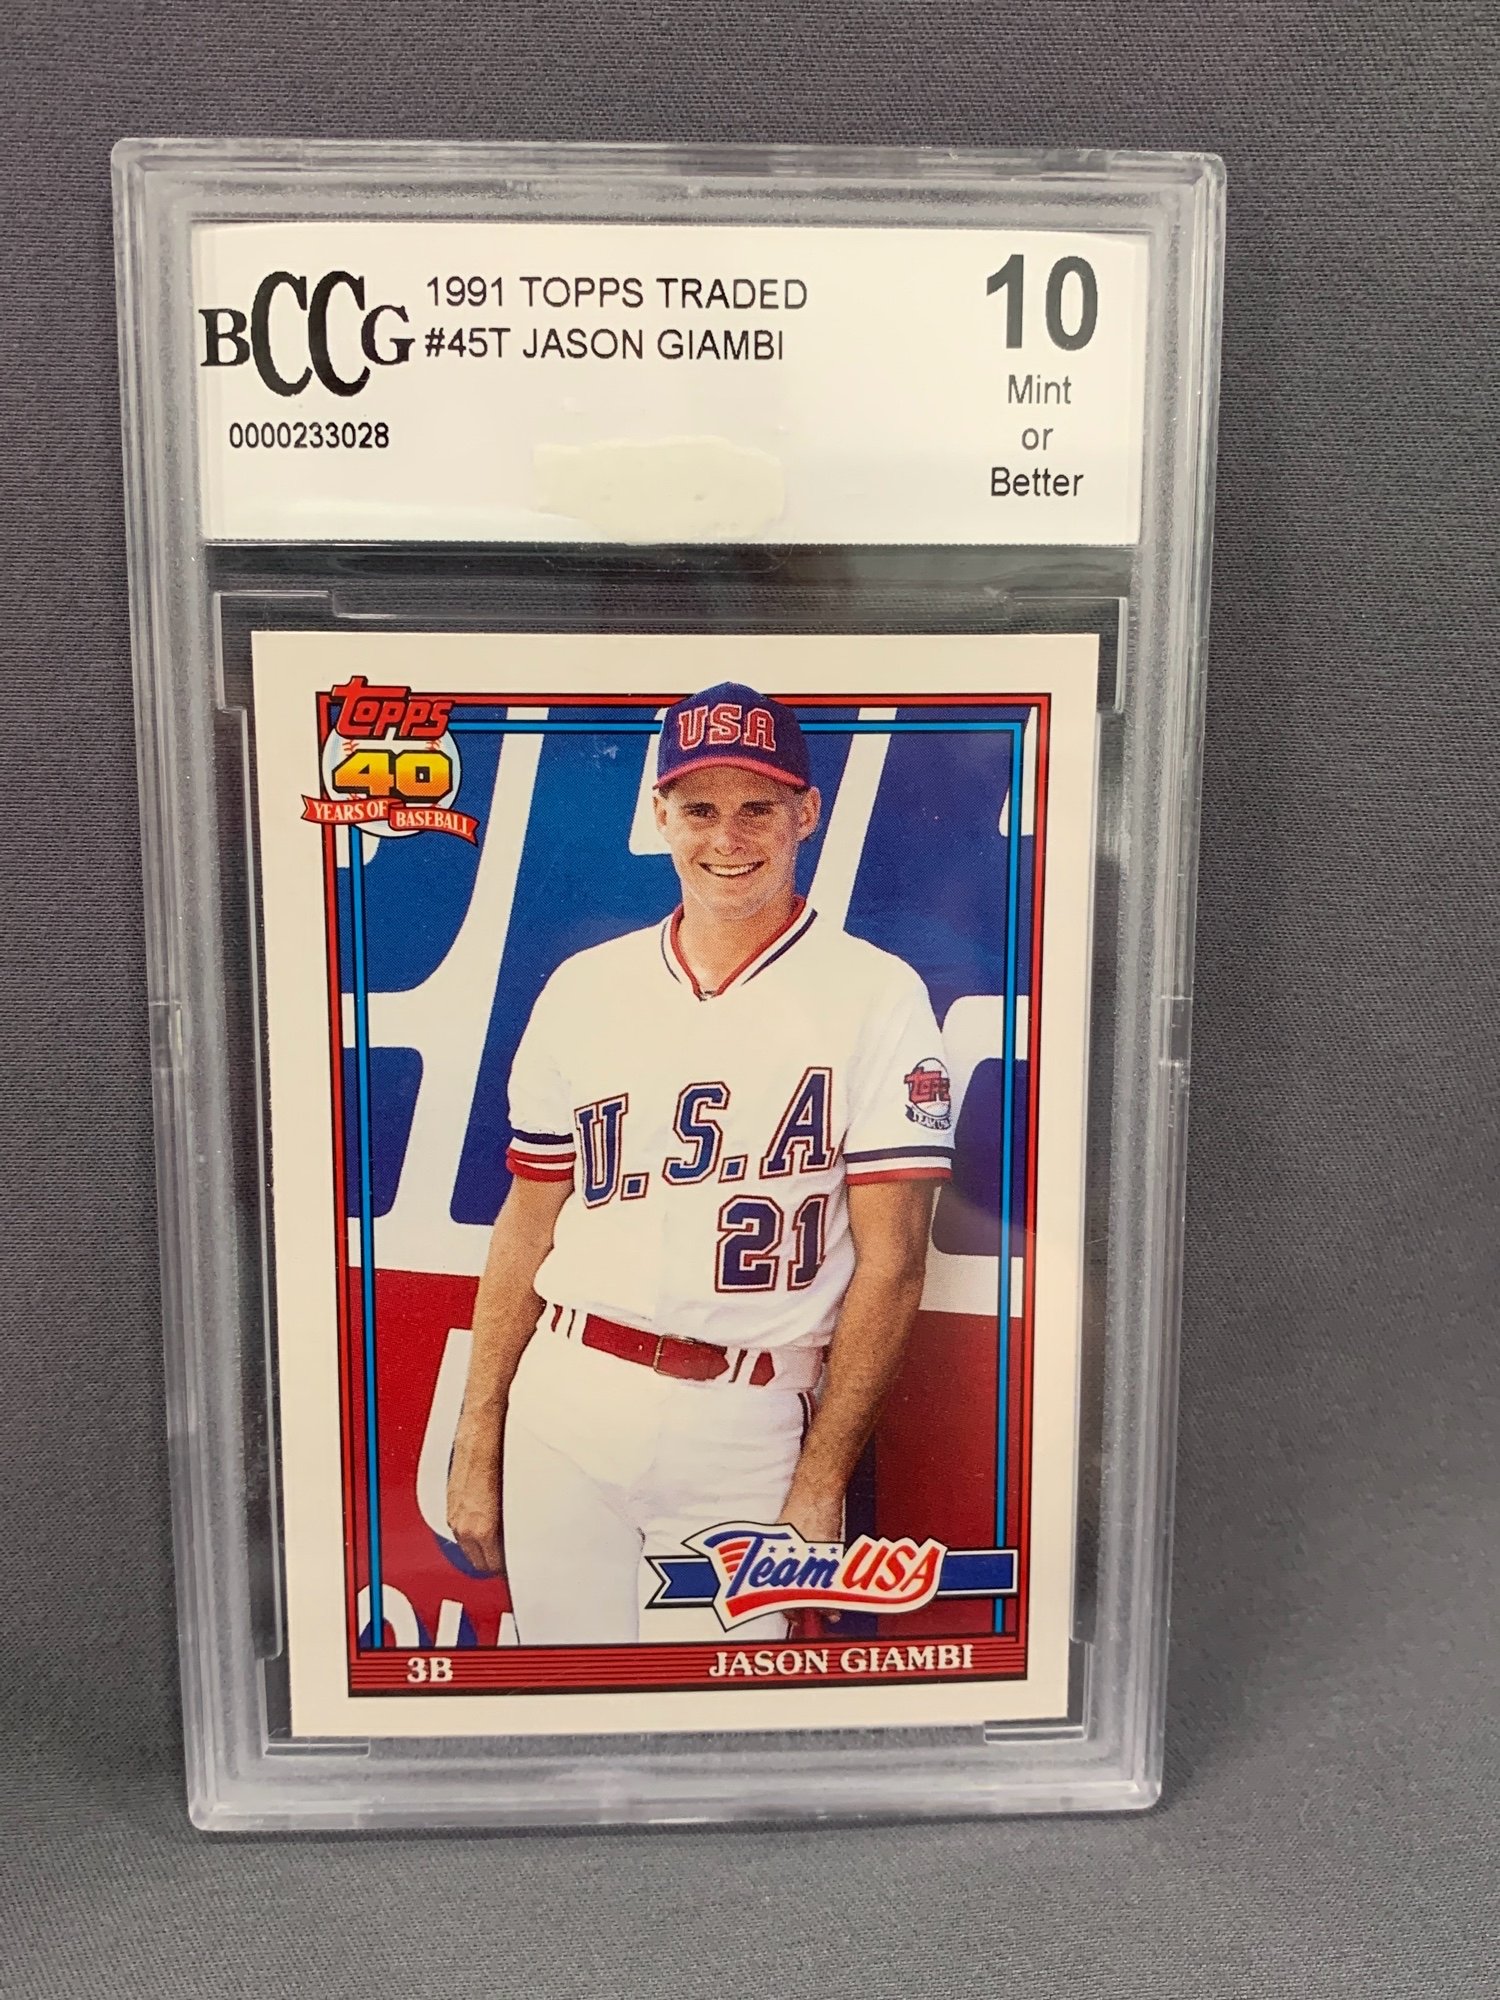 BCCG
1991 TOPPS TRADED
#45T JASON GIAMBI
0000233028
10
Mint
or
Better
TOPPS
40
YEARS OF BASEBALL
USA
U.S.A
21
Team USA
3B
JASON GIAMBI